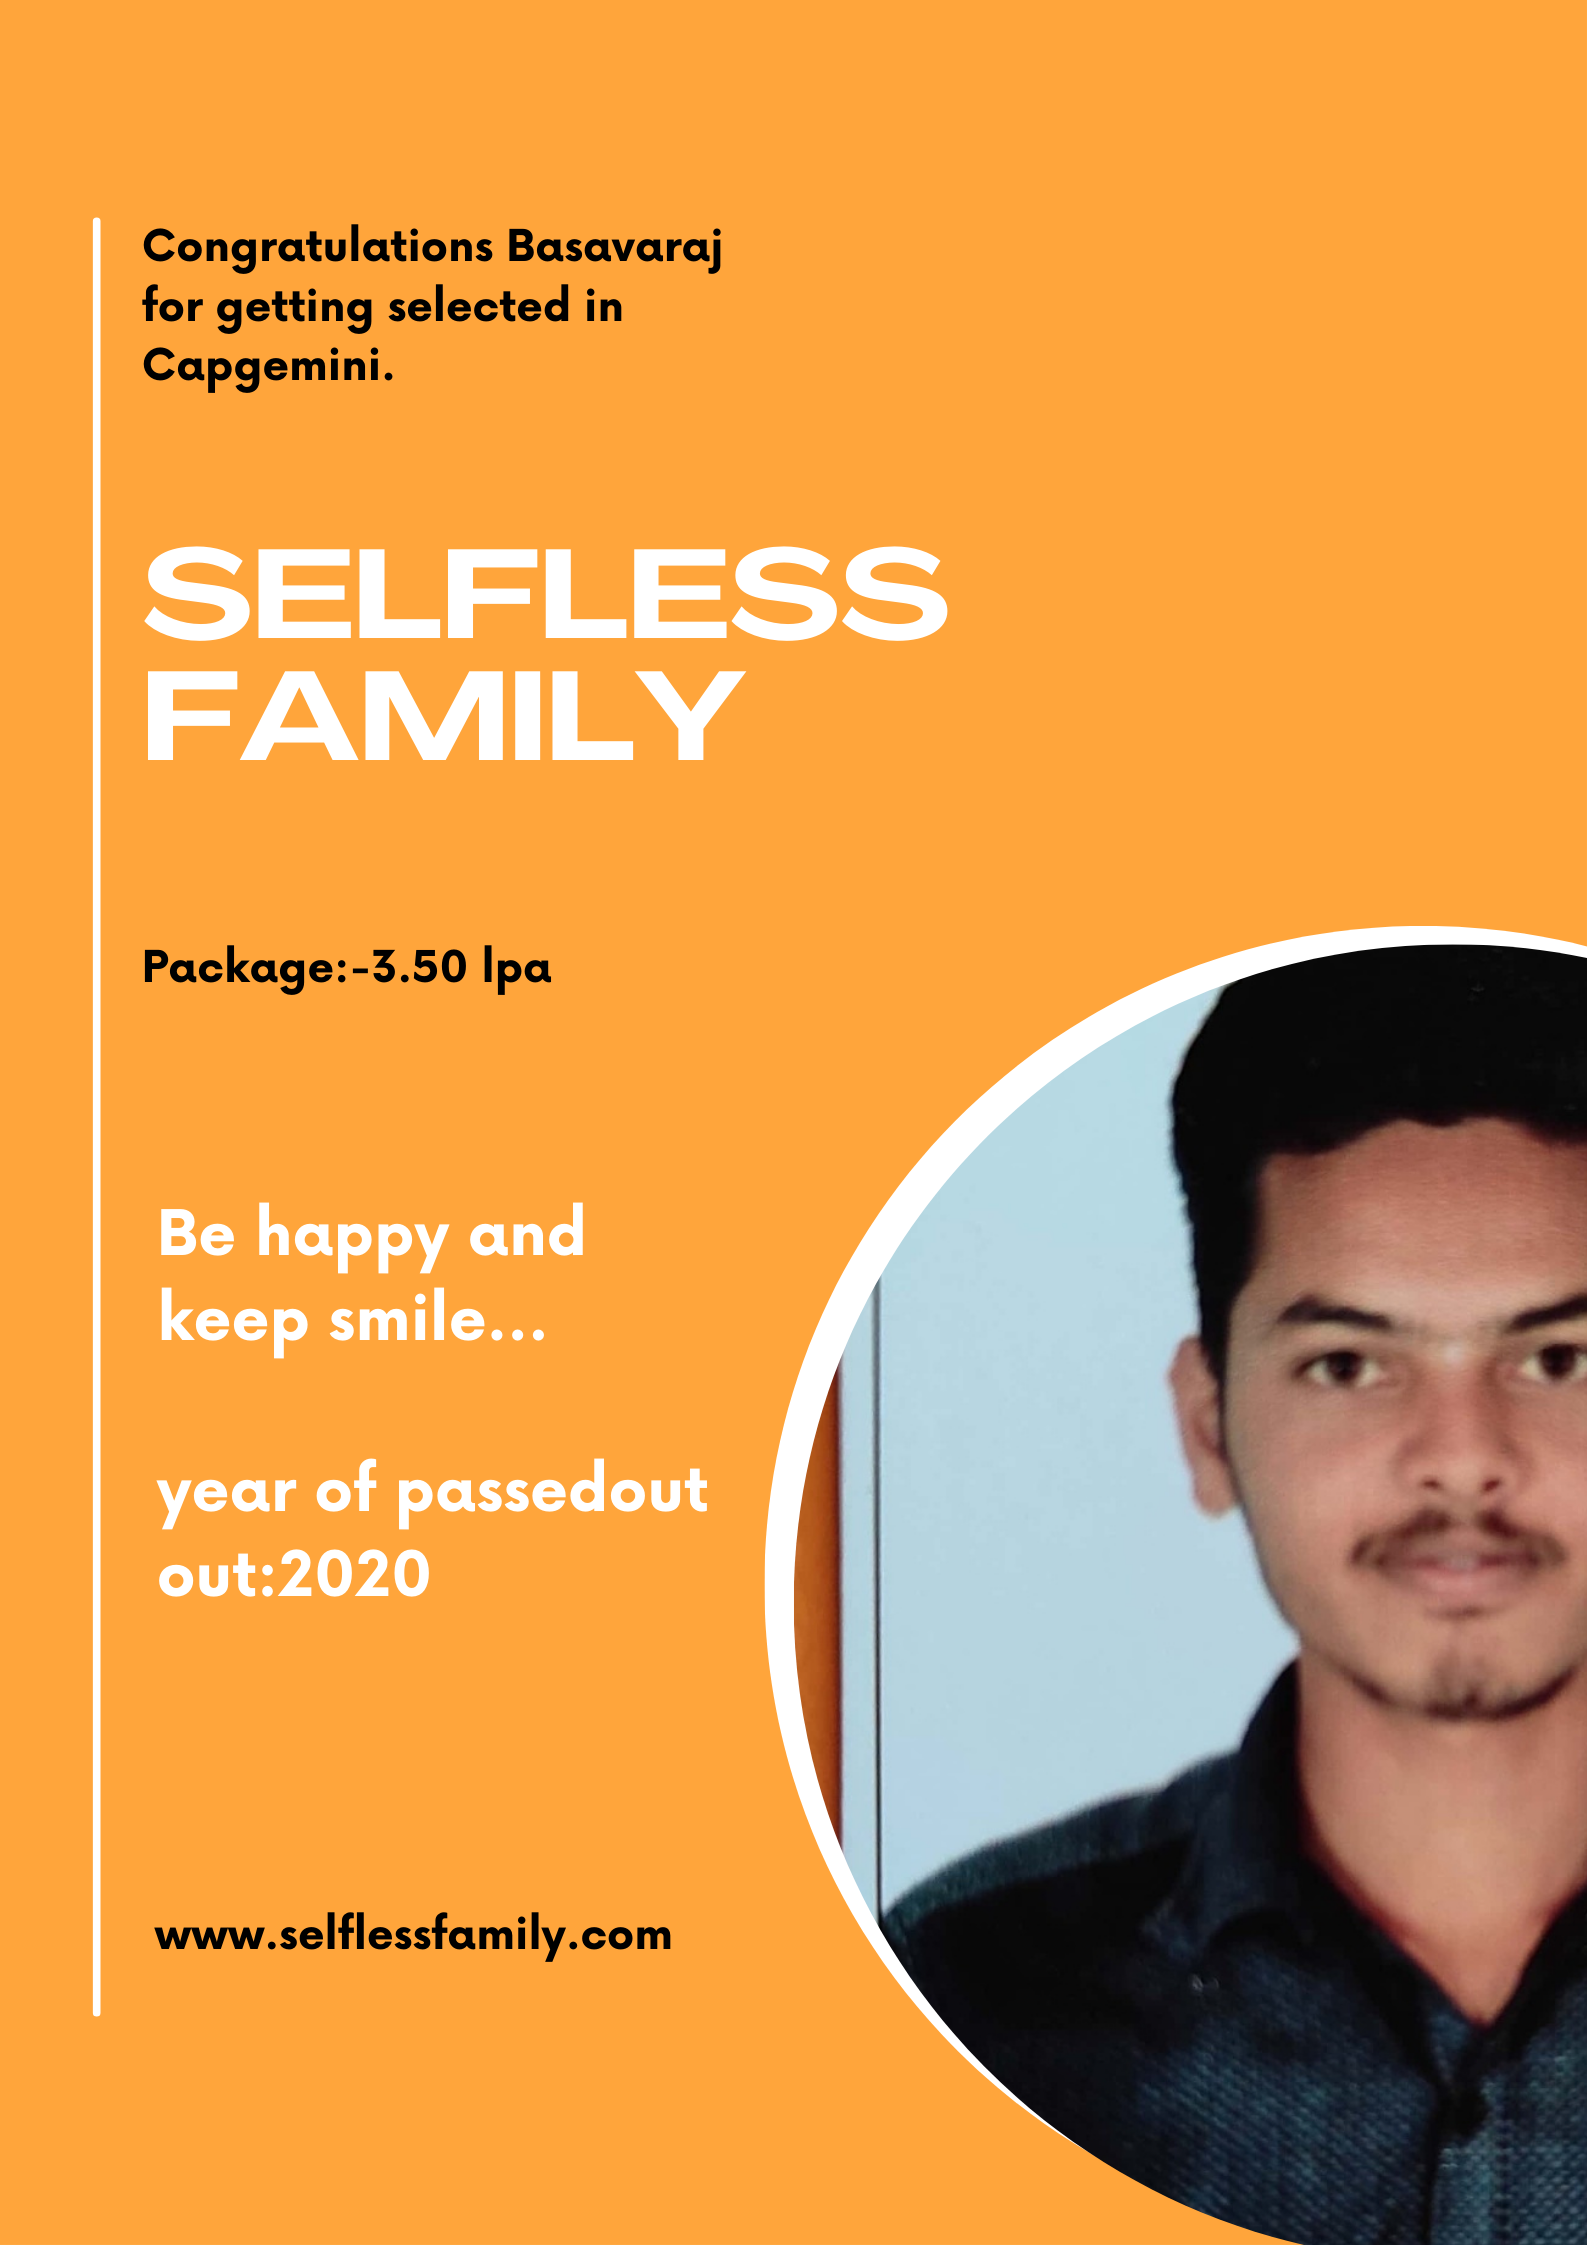 Congratulations Basavaraj
for getting selected in
Capgemini.
SELFLESS
FAMILY
Package:-3.50 lpa
Be happy and
keep smile...
year of passedout
out:2020
www.selflessfamily.com